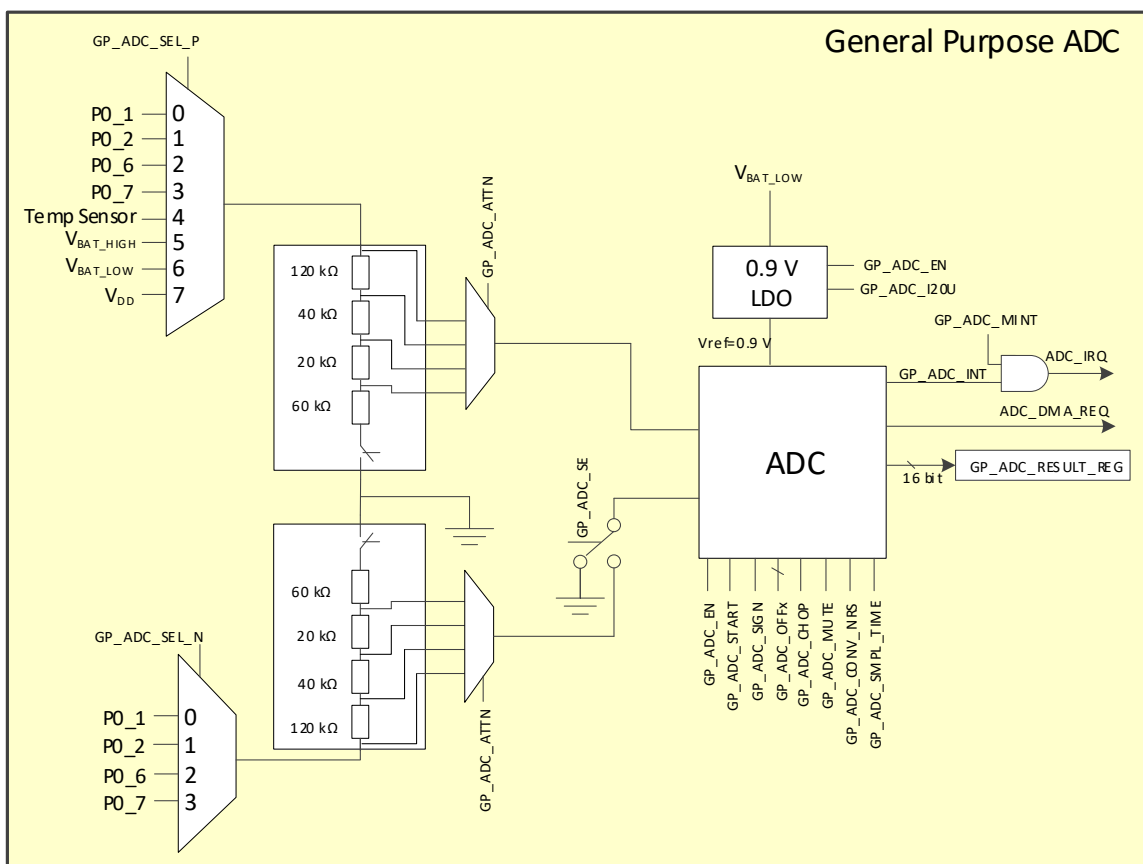 General Purpose ADC
GP_ADC_SEL_P
P0_1 0
P0_2 1
P0_6 2
P0_7 3
Temp Sensor 4
VBAT_HIGH 5
VBAT_LOW 6
VDD 7
120 kΩ
40 kΩ
20 kΩ
60 kΩ
GP_ADC_ATTN
VBAT_LOW
0.9 V
LDO
GP_ADC_EN
GP_ADC_I20U
Vref=0.9 V
GP_ADC_MINT
GP_ADC_INT
ADC_IRQ
ADC_DMA_REQ
ADC
16 bit
GP_ADC_RESULT_REG
GP_ADC_SE
GP_ADC_EN
GP_ADC_START
GP_ADC_SIGN
GP_ADC_OFFx
GP_ADC_CHOP
GP_ADC_MUTE
GP_ADC_CONV_NRS
GP_ADC_SMPL_TIME
60 kΩ
20 kΩ
40 kΩ
120 kΩ
GP_ADC_ATTN
GP_ADC_SEL_N
P0_1 0
P0_2 1
P0_6 2
P0_7 3